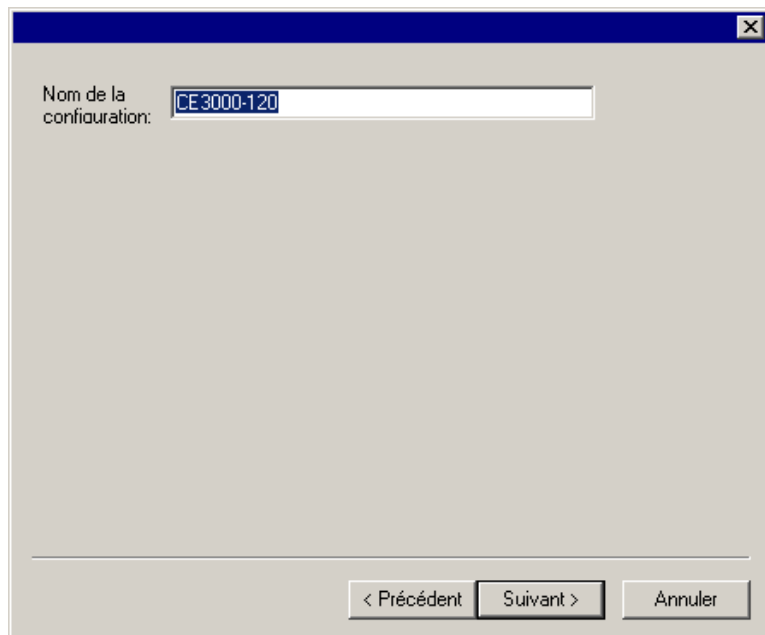 Nom de la
configuration:
CE3000-120
< Précédent
Suivant >
Annuler